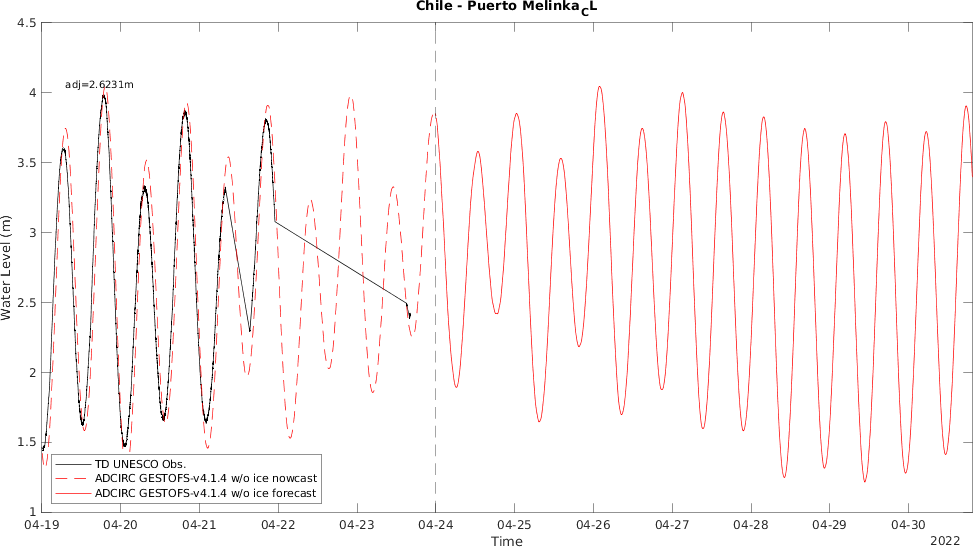 Chile - Puerto Melinka_CL
adj=2.6231m
4.5
4
3.5
3
2.5
2
1.5
1
Water Level (m)
TD UNESCO Obs.
ADCIRC GESTOFS-v4.1.4 w/o ice nowcast
ADCIRC GESTOFS-v4.1.4 w/o ice forecast
04-19 04-20 04-21 04-22 04-23 04-24 04-25 04-26 04-27 04-28 04-29 04-30
Time
2022